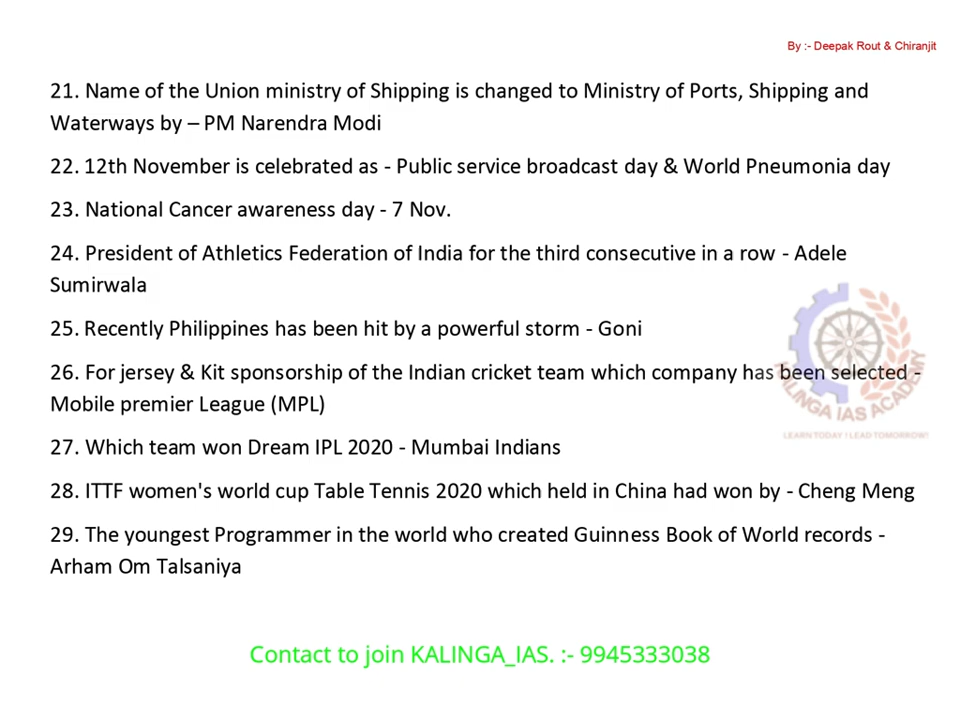 By :- Deepak Rout & Chiranjit
21. Name of the Union ministry of Shipping is changed to Ministry of Ports, Shipping and
Waterways by – PM Narendra Modi
22. 12th November is celebrated as - Public service broadcast day & World Pneumonia day
23. National Cancer awareness day - 7 Nov.
24. President of Athletics Federation of India for the third consecutive in a row - Adele
Sumirwala
25. Recently Philippines has been hit by a powerful storm - Goni
26. For jersey & Kit sponsorship of the Indian cricket team which company has been selected -
Mobile premier League (MPL)
KALINGA IAS ACADEMY
LEARN TODAY ! LEAD TOMORROW!
27. Which team won Dream IPL 2020 - Mumbai Indians
28. ITTF women's world cup Table Tennis 2020 which held in China had won by - Cheng Meng
29. The youngest Programmer in the world who created Guinness Book of World records -
Arham Om Talsaniya
Contact to join KALINGA_IAS. :- 9945333038